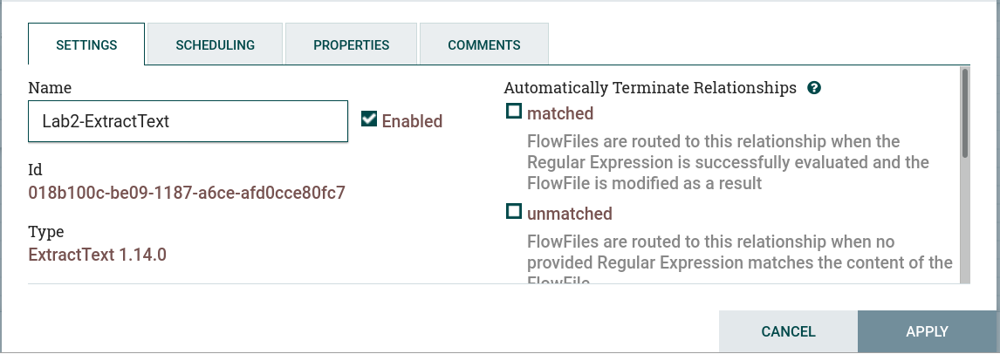 SETTINGS
SCHEDULING
PROPERTIES
COMMENTS
Name
Lab2-ExtractText
Enabled
Id
018b100c-be09-1187-a6ce-afd0cce80fc7
Type
ExtractText 1.14.0
Automatically Terminate Relationships
matched
FlowFiles are routed to this relationship when the
Regular Expression is successfully evaluated and the
FlowFile is modified as a result
unmatched
FlowFiles are routed to this relationship when no
provided Regular Expression matches the content of the
FlowFile
CANCEL
APPLY